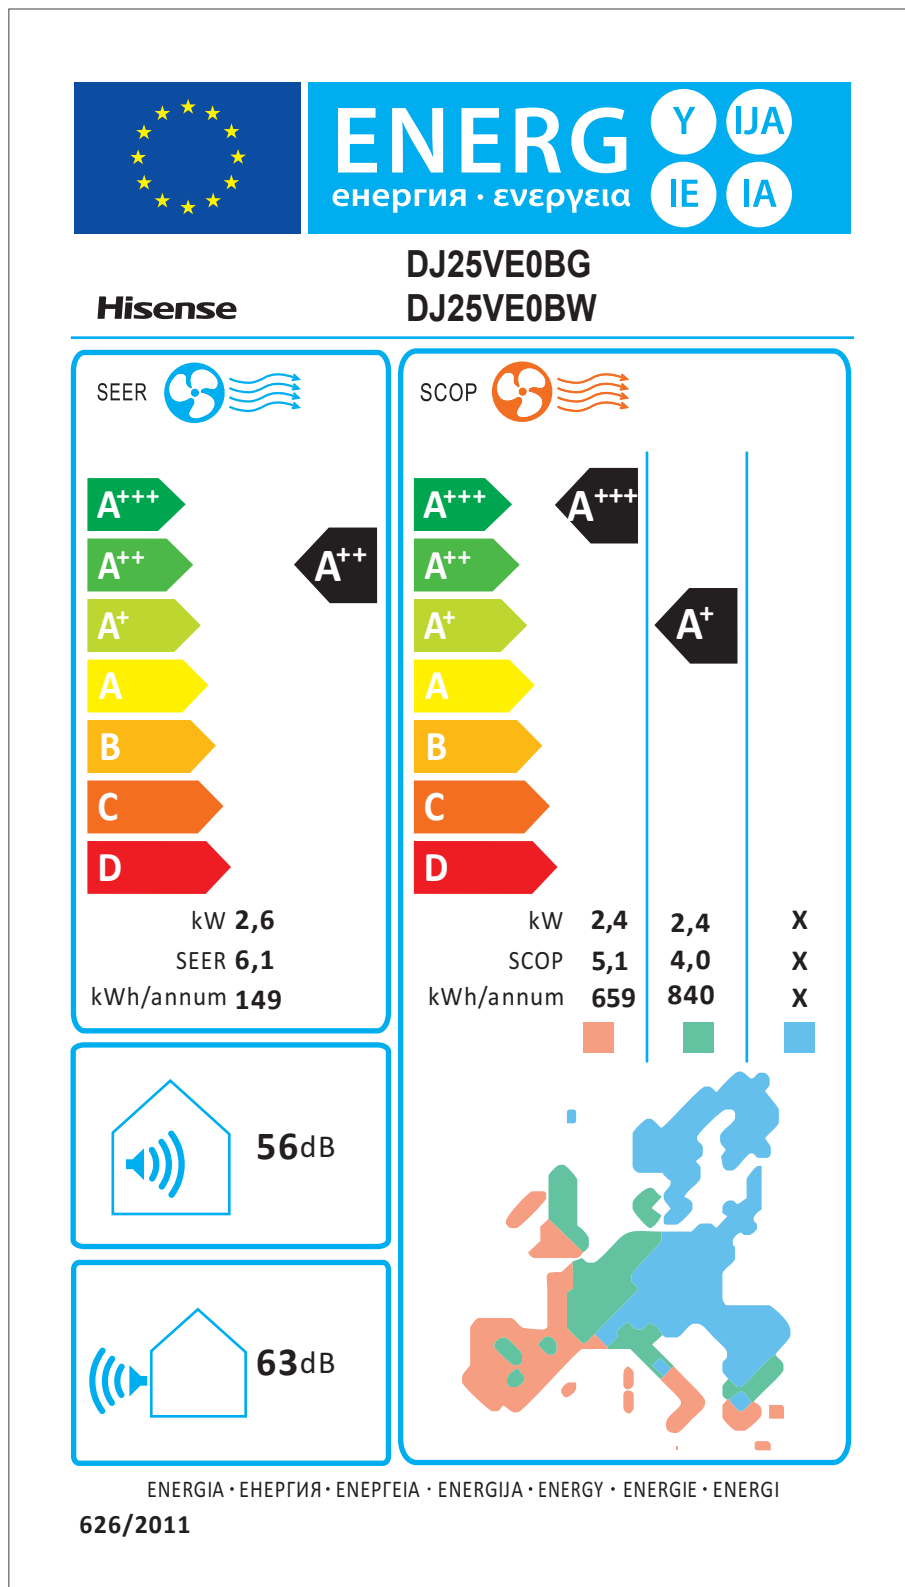 ENERG Y IJA
енергия · ενεργεια IE IA
DJ25VE0BG
Hisense DJ25VE0BW
SEER
A+++
A++
A+
A
B
C
D
A++
kW 2,6
SEER 6,1
kWh/annum 149
SCOP
A+++
A++
A+
A
B
C
D
A+++
A+
kW 2,4 2,4 X
SCOP 5,1 4,0 X
kWh/annum 659 840 X
56dB
63dB
ENERGIA · ЕНЕРГИЯ · ΕΝΕΡΓΕΙΑ · ENERGIJA · ENERGY · ENERGIE · ENERGI
626/2011